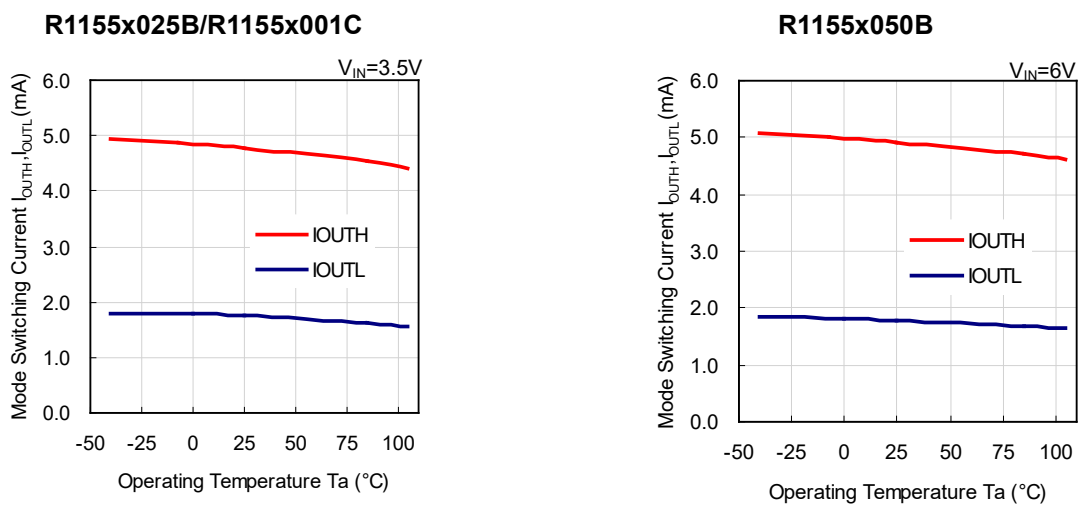 R1155x025B/R1155x001C
VIN=3.5V
Mode Switching Current IOUTH,IOUTL(mA)
6.0
5.0
4.0
3.0
2.0
1.0
0.0
IOUTH
IOUTL
-50 -25 0 25 50 75 100
Operating Temperature Ta (°C)
R1155x050B
VIN=6V
Mode Switching Current IOUTH,IOUTL(mA)
6.0
5.0
4.0
3.0
2.0
1.0
0.0
IOUTH
IOUTL
-50 -25 0 25 50 75 100
Operating Temperature Ta (°C)